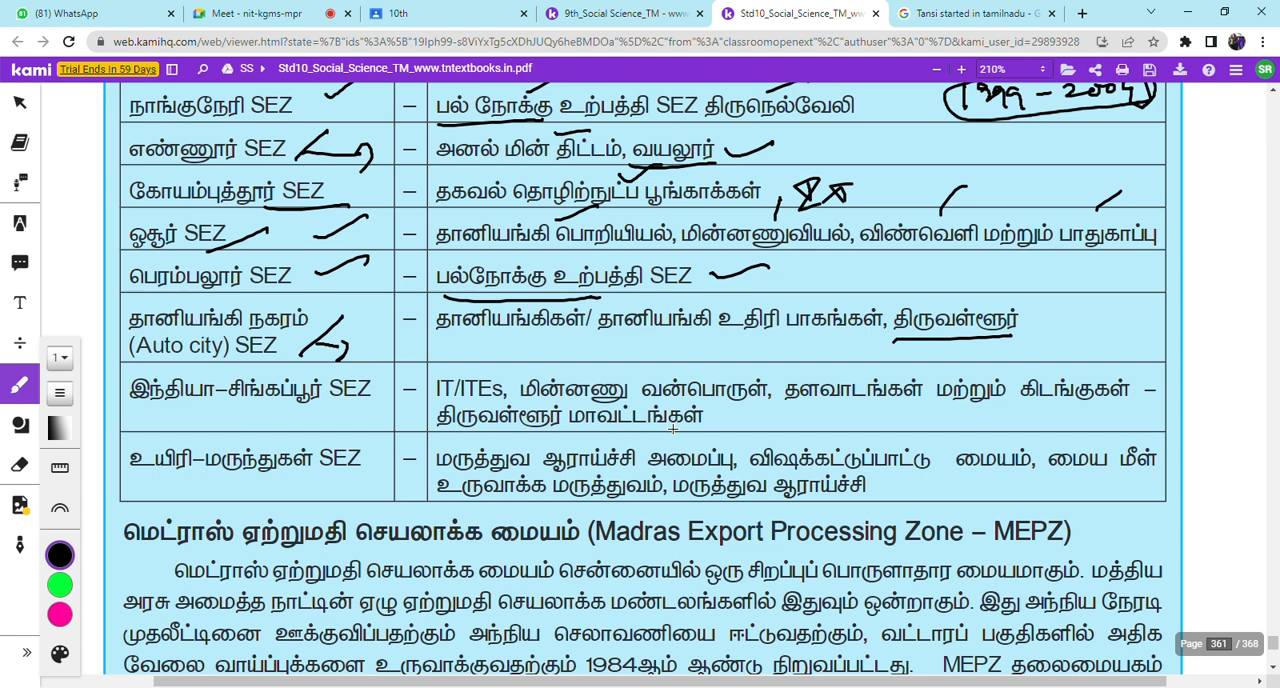 (81) WhatsApp
Meet - nit-kgms-mpr
10th
9th_Social Science_TM - www
Std10_Social_Science_TM_www
Tansi started in tamilnadu - G
web.kamihq.com/web/viewer.html?state=%7B"ids"%3A%5B"19Iph99-s8ViYxTg5cXDhJUQy6heBMDOa"%5D%2C"from"%3A"classroomopenext"%2C"authuser"%3A"0"%7D&kami_user_id=29893928
SR
kami Trial Ends In 59 Days SS Std10_Social_Science_TM_www.tntextbooks.in.pdf 210%
நாங்குநேரி SEZ – பல் நோக்கு உற்பத்தி SEZ திருநெல்வேலி
1999 - 2004
எண்ணூர் SEZ – அனல் மின் திட்டம், வயலூர்
கோயம்புத்தூர் SEZ – தகவல் தொழிற்நுட்ப பூங்காக்கள்
ஓசூர் SEZ – தானியங்கி பொறியியல், மின்னணுவியல், விண்வெளி மற்றும் பாதுகாப்பு
பெரம்பலூர் SEZ – பல்நோக்கு உற்பத்தி SEZ
தானியங்கி நகரம் – தானியங்கிகள்/ தானியங்கி உதிரி பாகங்கள், திருவள்ளூர்
(Auto city) SEZ
இந்தியா–சிங்கப்பூர் SEZ – IT/ITEs, மின்னணு வன்பொருள், தளவாடங்கள் மற்றும் கிடங்குகள் –
திருவள்ளூர் மாவட்டங்கள்
உயிரி–மருந்துகள் SEZ – மருத்துவ ஆராய்ச்சி அமைப்பு, விஷக்கட்டுப்பாட்டு மையம், மைய மீள்
உருவாக்க மருத்துவம், மருத்துவ ஆராய்ச்சி
மெட்ராஸ் ஏற்றுமதி செயலாக்க மையம் (Madras Export Processing Zone – MEPZ)
மெட்ராஸ் ஏற்றுமதி செயலாக்க மையம் சென்னையில் ஒரு சிறப்புப் பொருளாதார மையமாகும். மத்திய
அரசு அமைத்த நாட்டின் ஏழு ஏற்றுமதி செயலாக்க மண்டலங்களில் இதுவும் ஒன்றாகும். இது அந்நிய நேரடி
முதலீட்டினை ஊக்குவிப்பதற்கும் அந்நிய செலாவணியை ஈட்டுவதற்கும், வட்டாரப் பகுதிகளில் அதிக
வேலை வாய்ப்புக்களை உருவாக்குவதற்கும் 1984ஆம் ஆண்டு நிறுவப்பட்டது. MEPZ தலைமையகம்
Page 361 / 368